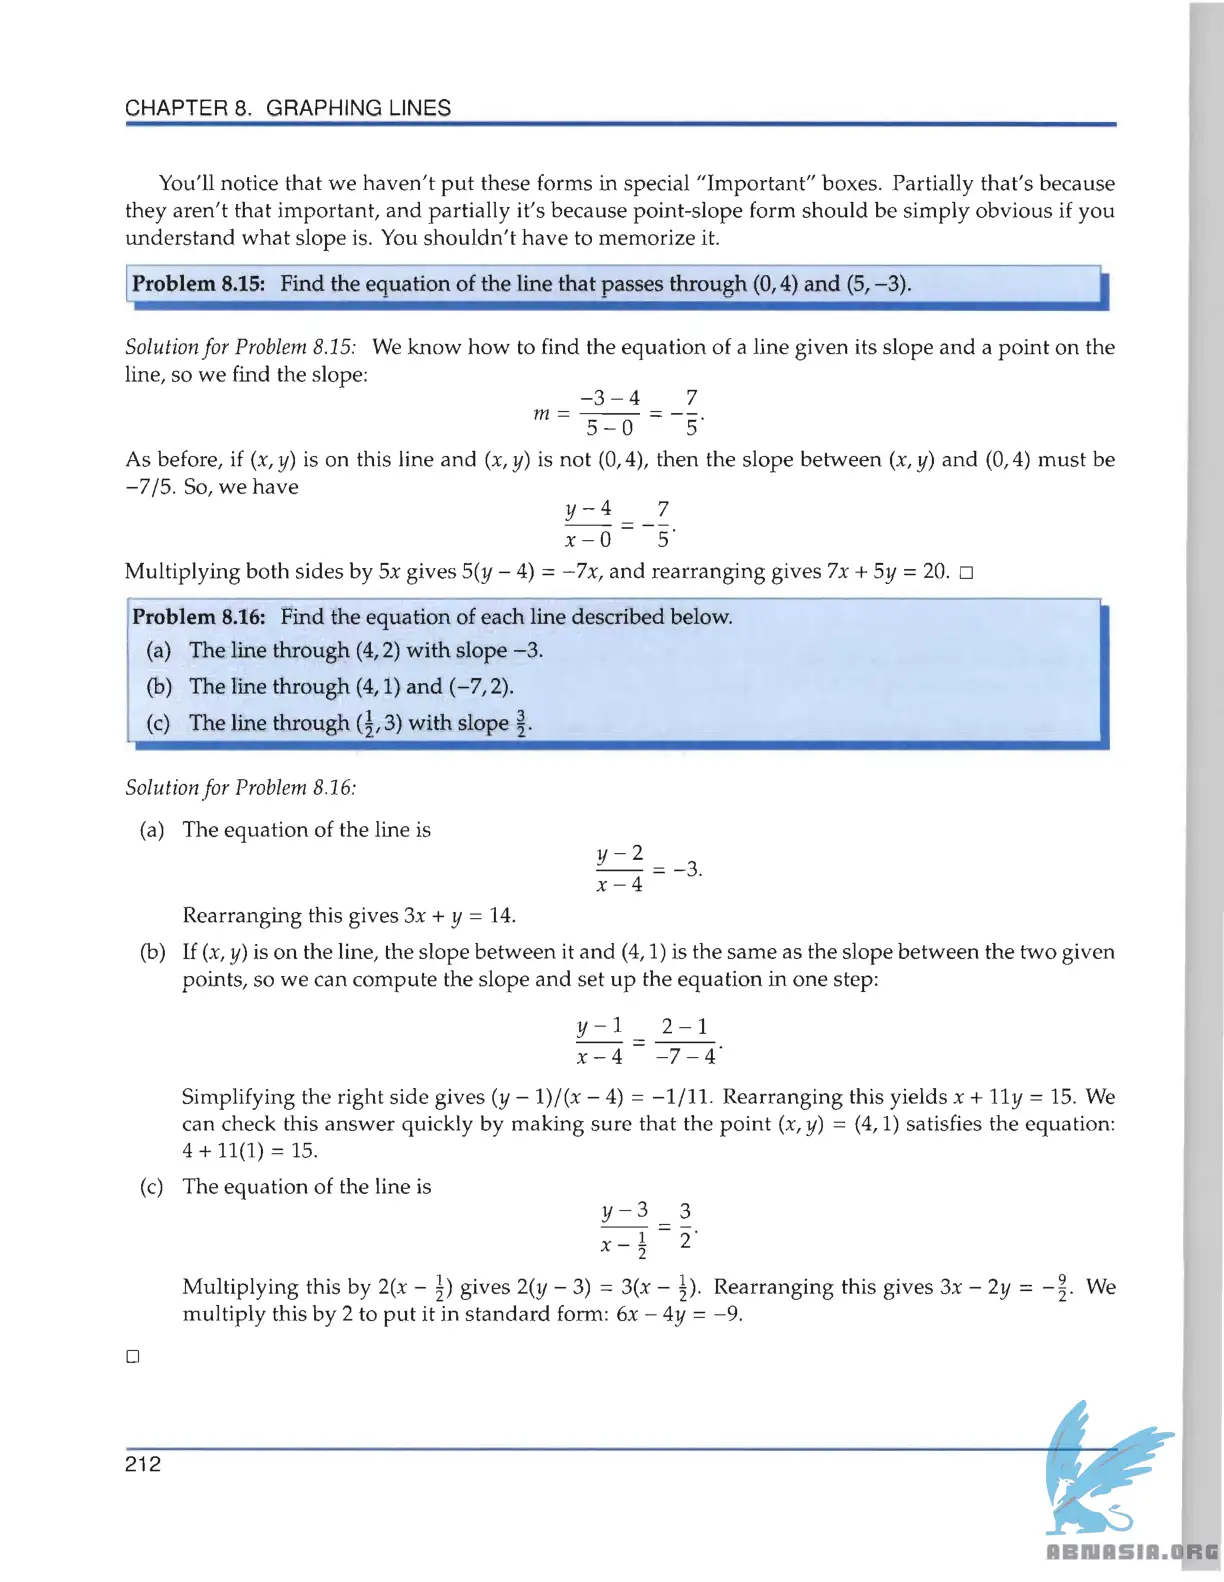 CHAPTER 8. GRAPHING LINES
You'll notice that we haven't put these forms in special "Important" boxes. Partially that's because
they aren't that important, and partially it's because point-slope form should be simply obvious if you
understand what slope is. You shouldn't have to memorize it.
Problem 8.15: Find the equation of the line that passes through (0, 4) and (5, −3).
Solution for Problem 8.15: We know how to find the equation of a line given its slope and a point on the
line, so we find the slope:
m = (−3 − 4)/(5 − 0) = −7/5.
As before, if (x, y) is on this line and (x, y) is not (0, 4), then the slope between (x, y) and (0, 4) must be
−7/5. So, we have
(y − 4)/(x − 0) = −7/5.
Multiplying both sides by 5x gives 5(y − 4) = −7x, and rearranging gives 7x + 5y = 20. □
Problem 8.16: Find the equation of each line described below.
(a) The line through (4, 2) with slope −3.
(b) The line through (4, 1) and (−7, 2).
(c) The line through (1/2, 3) with slope 3/2.
Solution for Problem 8.16:
(a) The equation of the line is
(y − 2)/(x − 4) = −3.
Rearranging this gives 3x + y = 14.
(b) If (x, y) is on the line, the slope between it and (4, 1) is the same as the slope between the two given
points, so we can compute the slope and set up the equation in one step:
(y − 1)/(x − 4) = (2 − 1)/(−7 − 4).
Simplifying the right side gives (y − 1)/(x − 4) = −1/11. Rearranging this yields x + 11y = 15. We
can check this answer quickly by making sure that the point (x, y) = (4, 1) satisfies the equation:
4 + 11(1) = 15.
(c) The equation of the line is
(y − 3)/(x − 1/2) = 3/2.
Multiplying this by 2(x − 1/2) gives 2(y − 3) = 3(x − 1/2). Rearranging this gives 3x − 2y = −9/2. We
multiply this by 2 to put it in standard form: 6x − 4y = −9.
□
212
ABNASIA.ORG